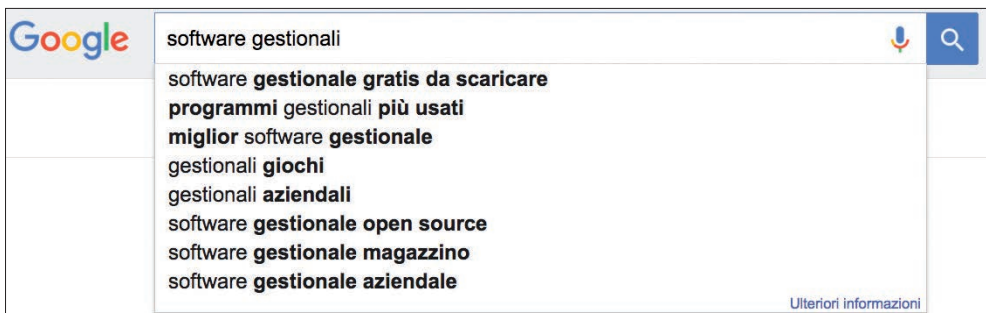 Google software gestionali
software gestionale gratis da scaricare
programmi gestionali più usati
miglior software gestionale
gestionali giochi
gestionali aziendali
software gestionale open source
software gestionale magazzino
software gestionale aziendale
Ulteriori informazioni